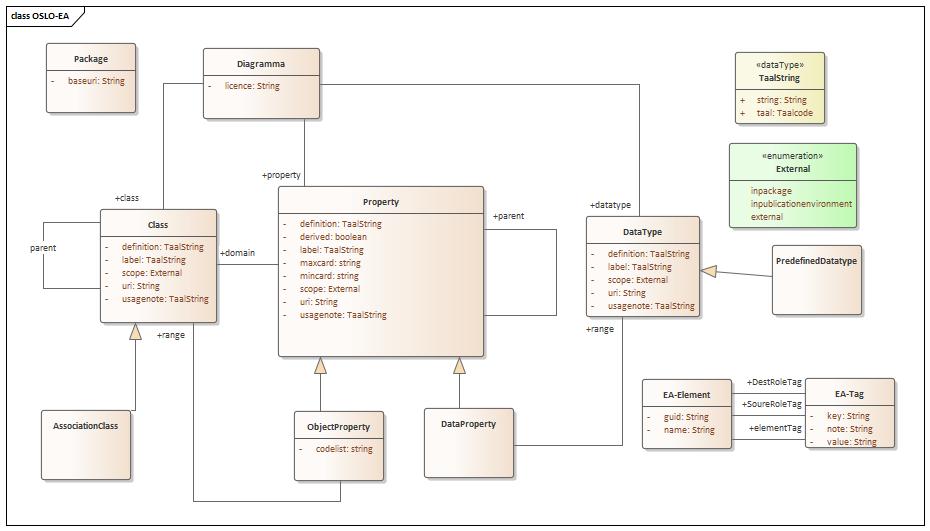 class OSLO-EA
Package
- baseuri: String
Diagramma
- licence: String
«dataType»
TaalString
+ string: String
+ taal: Taalcode
«enumeration»
External
inpackage
inpublicationenvironment
external
+class
+property
+datatype
Class
- definition: TaalString
- label: TaalString
- scope: External
- uri: String
- usagenote: TaalString
parent
+domain
+range
Property
- definition: TaalString
- derived: boolean
- label: TaalString
- maxcard: string
- mincard: string
- scope: External
- uri: String
- usagenote: TaalString
+parent
DataType
- definition: TaalString
- label: TaalString
- scope: External
- uri: String
- usagenote: TaalString
+range
PredefinedDatatype
AssociationClass
ObjectProperty
- codelist: string
DataProperty
EA-Element
- guid: String
- name: String
+DestRoleTag
+SoureRoleTag
+elementTag
EA-Tag
- key: String
- note: String
- value: String